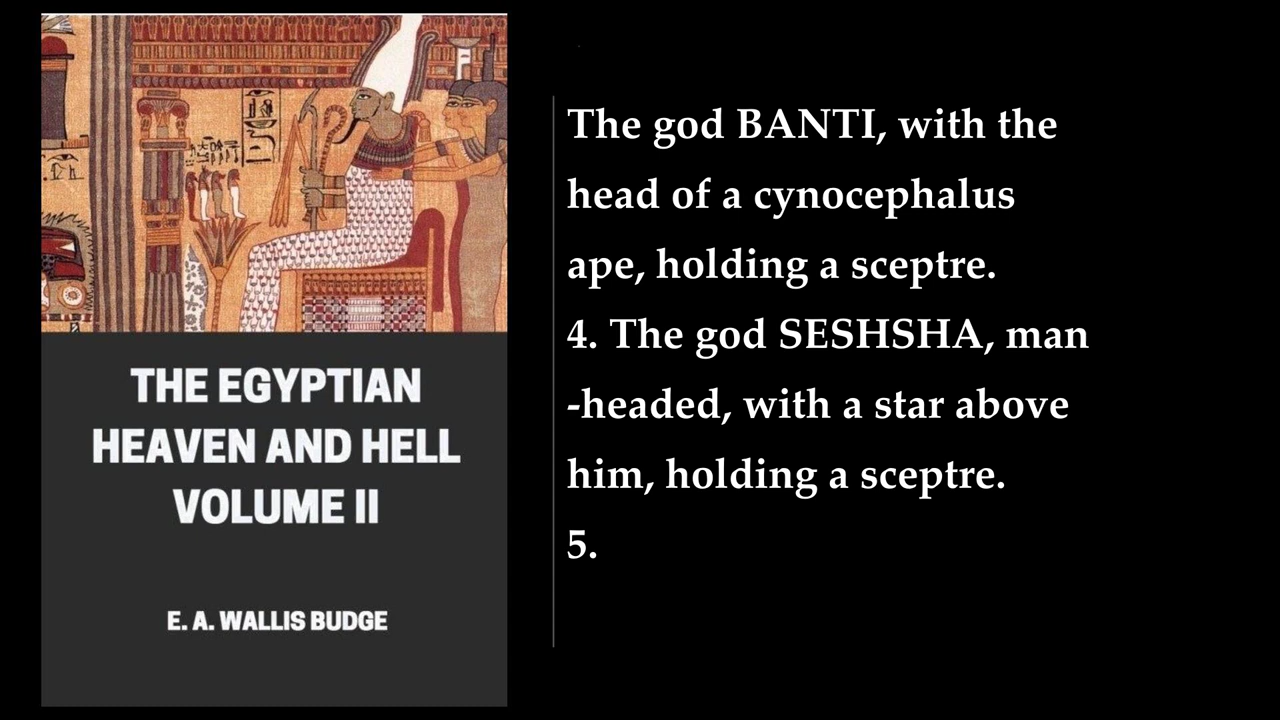 THE EGYPTIAN
HEAVEN AND HELL
VOLUME II
E. A. WALLIS BUDGE
The god BANTI, with the
head of a cynocephalus
ape, holding a sceptre.
4. The god SESHSHA, man
-headed, with a star above
him, holding a sceptre.
5.